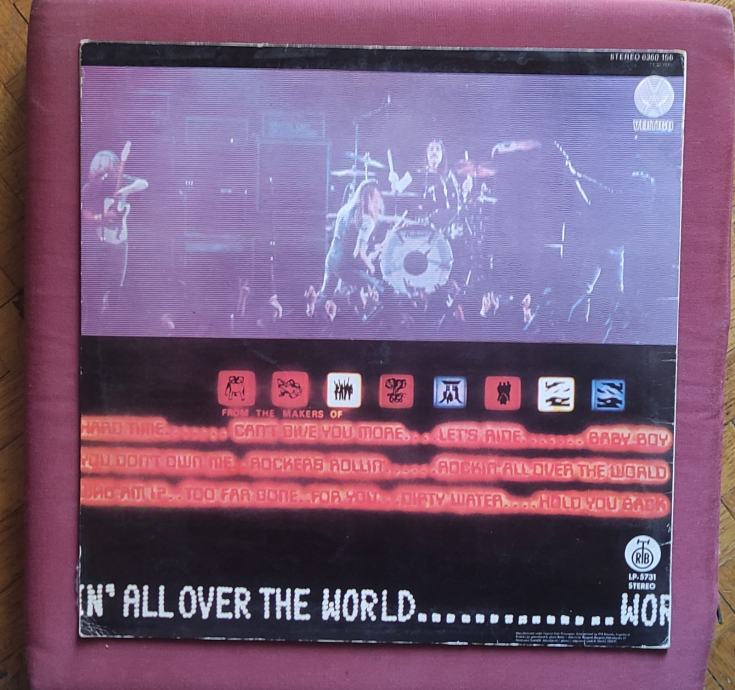 STEREO 6360 156
VERTIGO
FROM THE MAKERS OF
HARD TIME....... CAN'T GIVE YOU MORE... LET'S RIDE....... BABY BOY
YOU DON'T OWN ME..ROCKERS ROLLIN'..... ROCKIN' ALL OVER THE WORLD
WHO AM I?..TOO FAR GONE..FOR YOU...DIRTY WATER....HOLD YOU BACK
RTB
LP-5731
STEREO
N' ALL OVER THE WORLD.............WOR